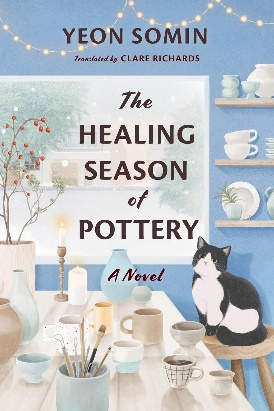 YEON SOMIN
Translated by CLARE RICHARDS
The
HEALING
SEASON
of
POTTERY
A Novel